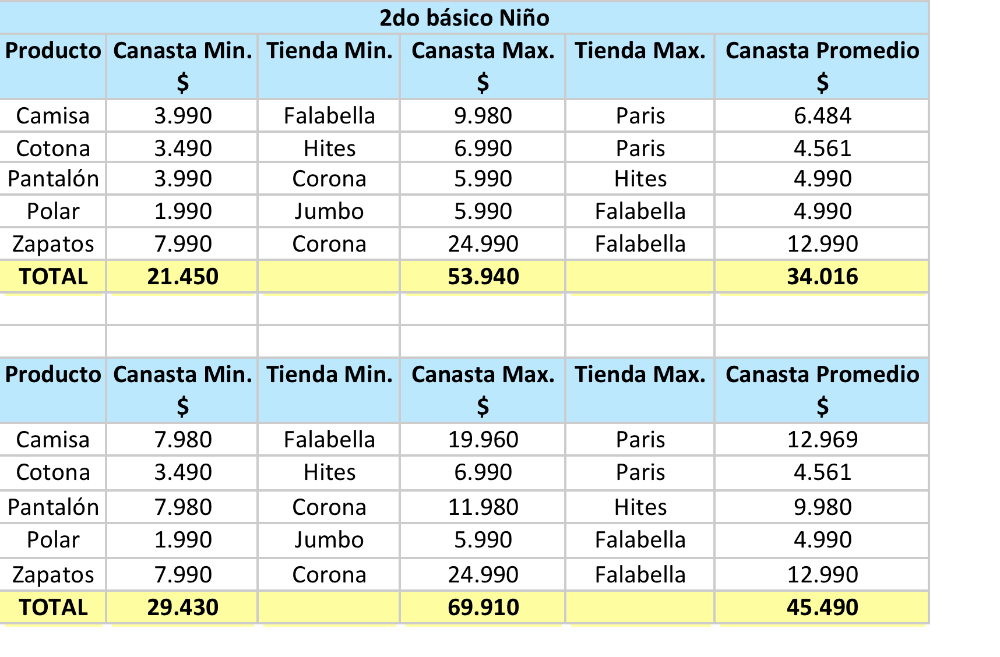 2do básico Niño
Producto Canasta Min. Tienda Min. Canasta Max. Tienda Max. Canasta Promedio
$ $ $
Camisa 3.990 Falabella 9.980 Paris 6.484
Cotona 3.490 Hites 6.990 Paris 4.561
Pantalón 3.990 Corona 5.990 Hites 4.990
Polar 1.990 Jumbo 5.990 Falabella 4.990
Zapatos 7.990 Corona 24.990 Falabella 12.990
TOTAL 21.450 53.940 34.016
Producto Canasta Min. Tienda Min. Canasta Max. Tienda Max. Canasta Promedio
$ $ $
Camisa 7.980 Falabella 19.960 Paris 12.969
Cotona 3.490 Hites 6.990 Paris 4.561
Pantalón 7.980 Corona 11.980 Hites 9.980
Polar 1.990 Jumbo 5.990 Falabella 4.990
Zapatos 7.990 Corona 24.990 Falabella 12.990
TOTAL 29.430 69.910 45.490